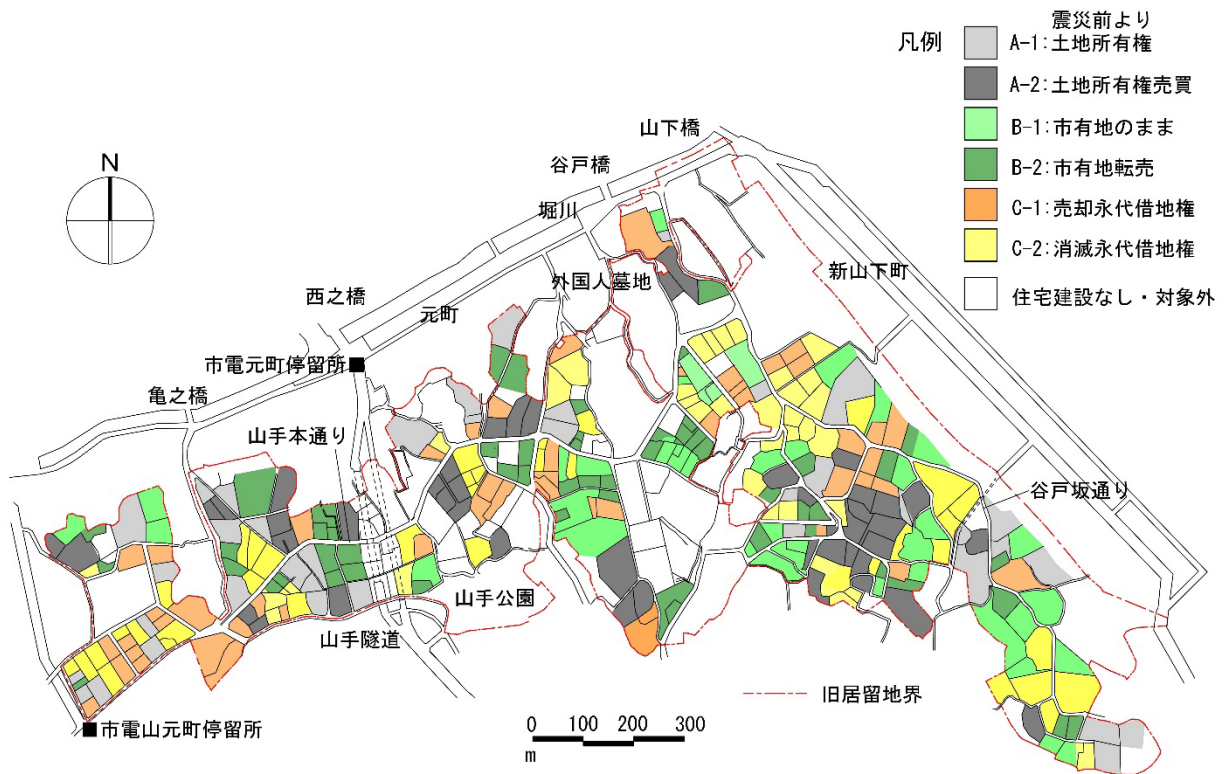 震災前より
凡例
A-1:土地所有権
A-2:土地所有権売買
B-1:市有地のまま
B-2:市有地転売
C-1:売却永代借地権
C-2:消滅永代借地権
住宅建設なし・対象外
N
山下橋
谷戸橋
堀川
新山下町
外国人墓地
西之橋
元町
市電元町停留所
亀之橋
山手本通り
谷戸坂通り
山手公園
山手隧道
旧居留地界
市電山元町停留所
0 100 200 300
m